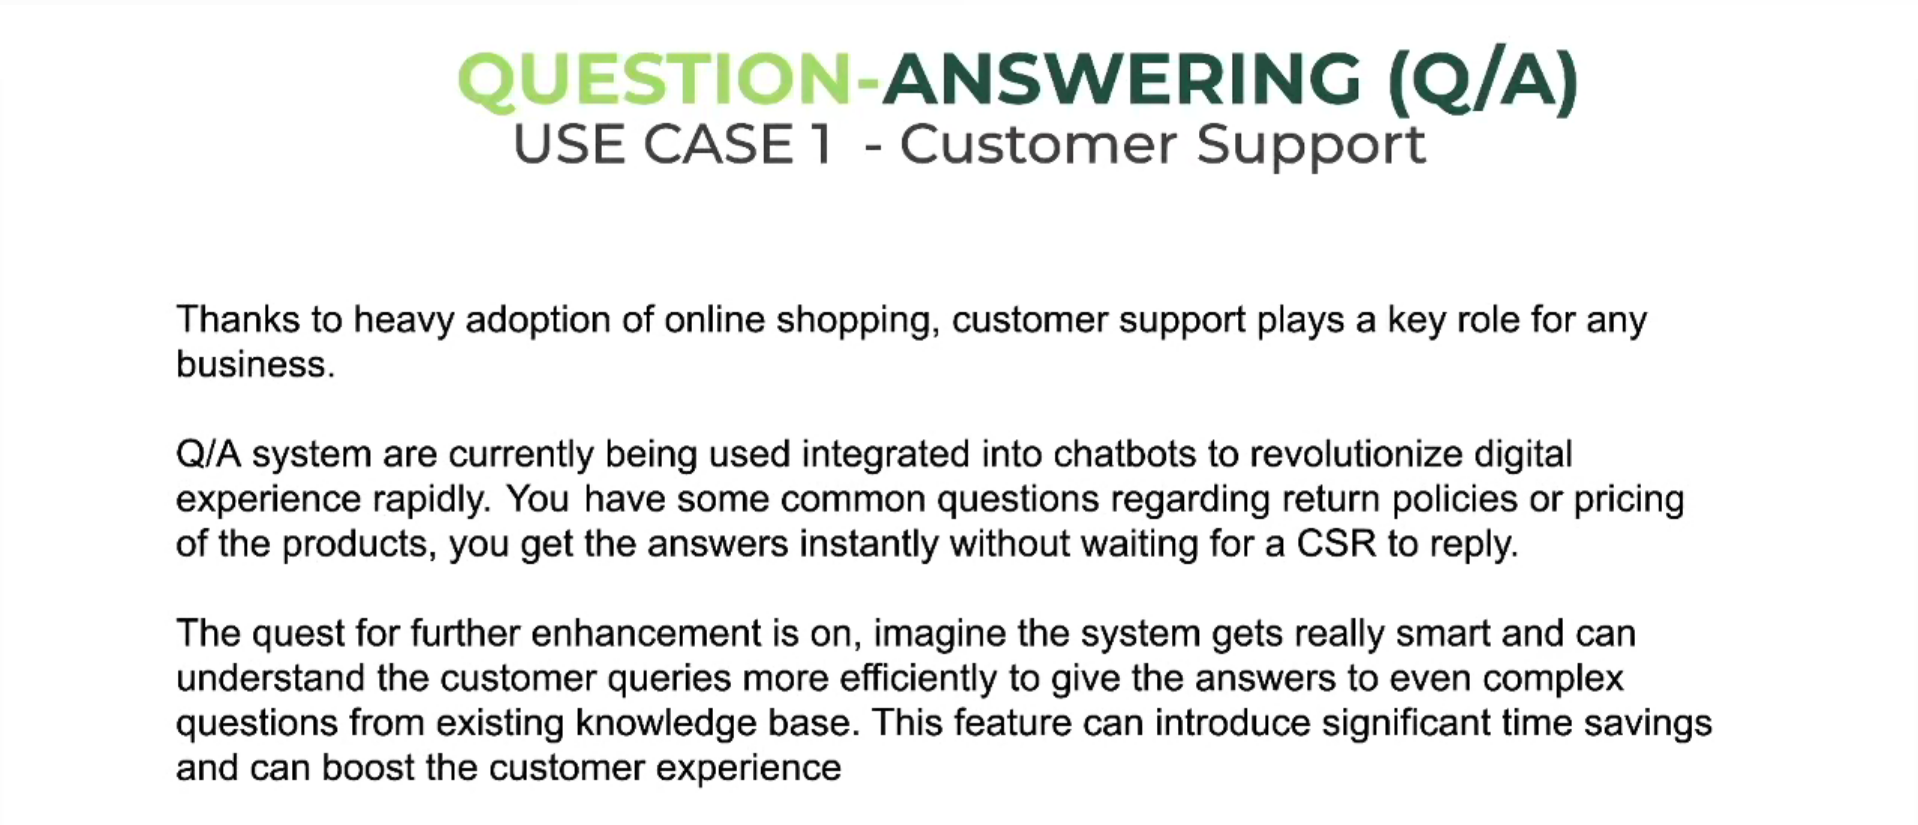 QUESTION-ANSWERING (Q/A)
USE CASE 1 - Customer Support
Thanks to heavy adoption of online shopping, customer support plays a key role for any
business.
Q/A system are currently being used integrated into chatbots to revolutionize digital
experience rapidly. You have some common questions regarding return policies or pricing
of the products, you get the answers instantly without waiting for a CSR to reply.
The quest for further enhancement is on, imagine the system gets really smart and can
understand the customer queries more efficiently to give the answers to even complex
questions from existing knowledge base. This feature can introduce significant time savings
and can boost the customer experience